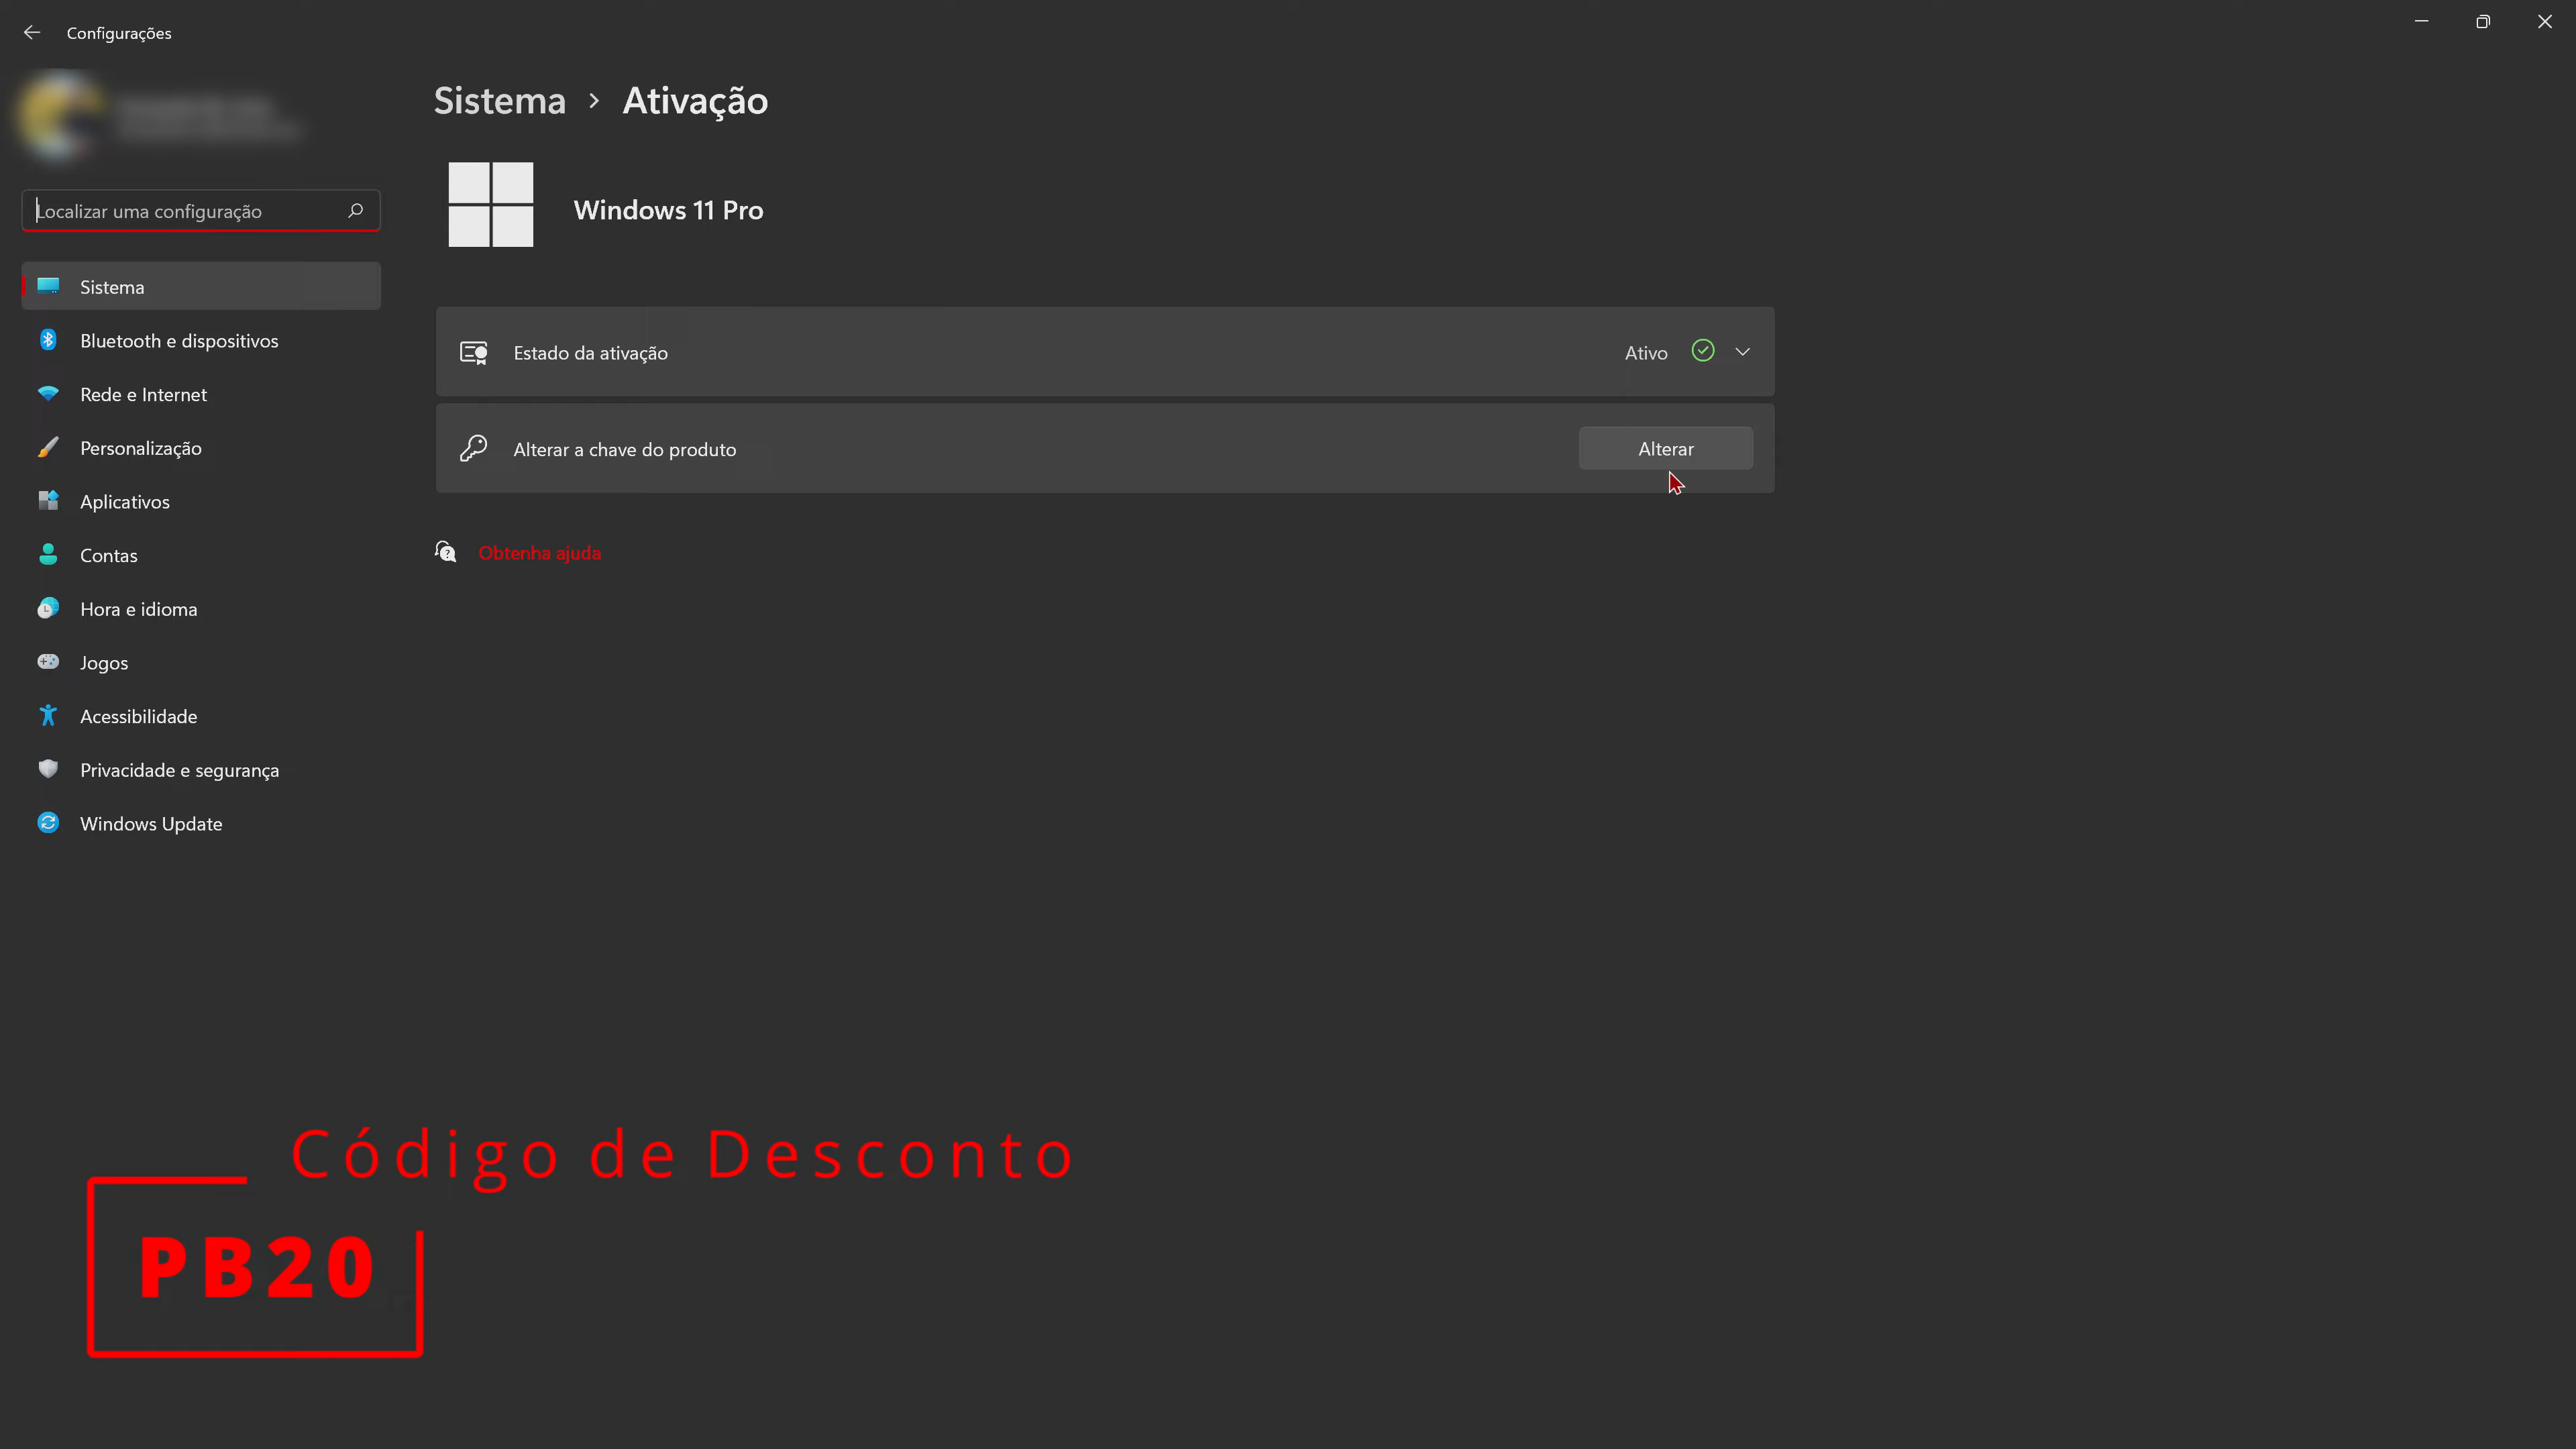 Configurações
Localizar uma configuração
Sistema
Bluetooth e dispositivos
Rede e Internet
Personalização
Aplicativos
Contas
Hora e idioma
Jogos
Acessibilidade
Privacidade e segurança
Windows Update
Sistema > Ativação
Windows 11 Pro
Estado da ativação Ativo
Alterar a chave do produto Alterar
Obtenha ajuda
Código de Desconto
PB20